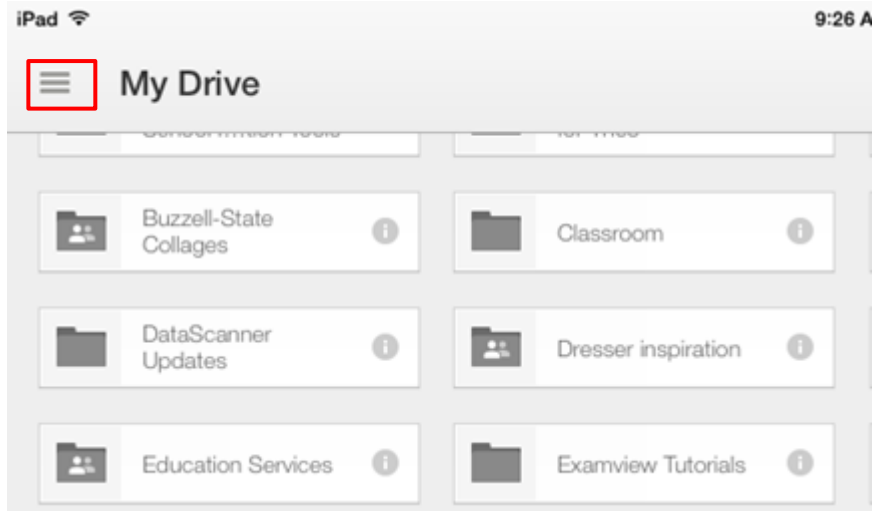 iPad
9:26 A
My Drive
Buzzell-State
Collages
Classroom
DataScanner
Updates
Dresser inspiration
Education Services
Examview Tutorials